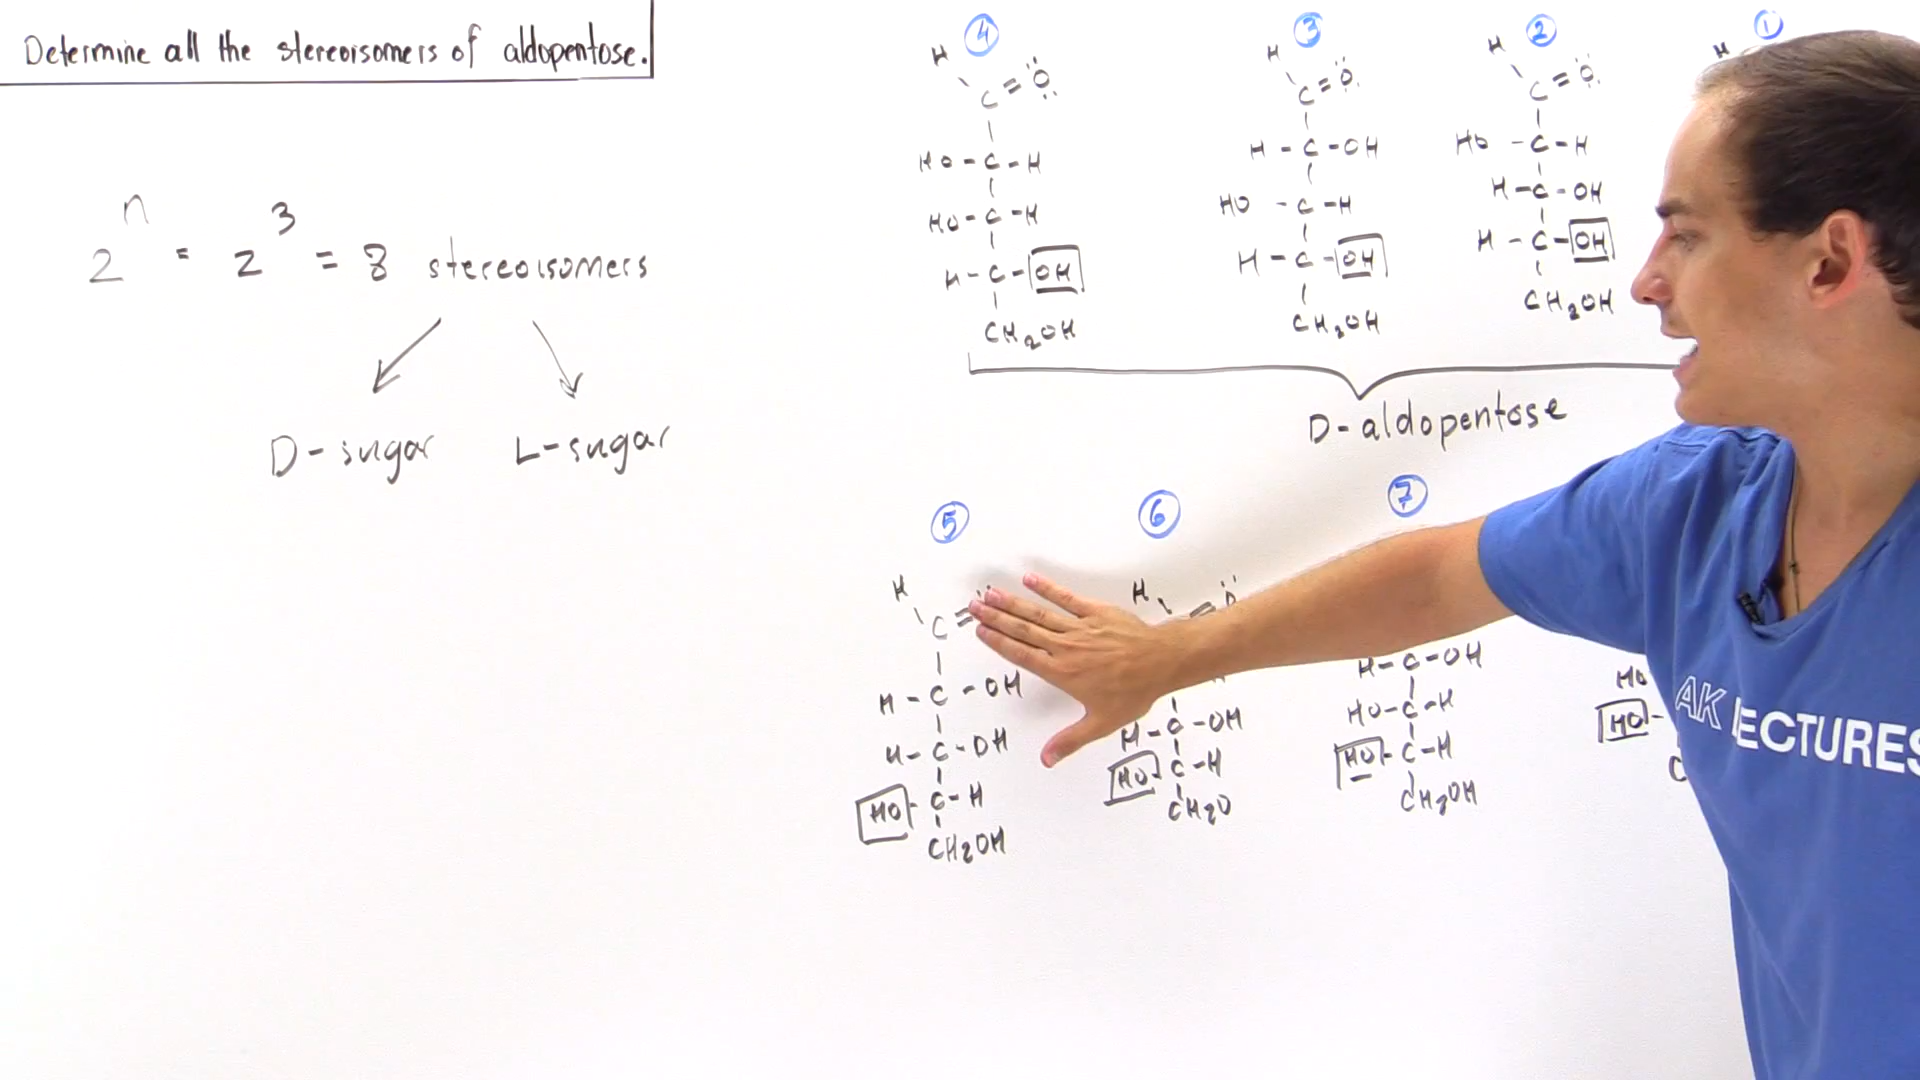 Determine all the stereoisomers of aldopentose.
2^n = 2^3 = 8 stereoisomers
D-sugar L-sugar
4 3 2 1
H H H H
C=O C=O C=O
HO-C-H H-C-OH HO-C-H
HO-C-H HO-C-H H-C-OH
H-C-OH H-C-OH H-C-OH
CH2OH CH2OH CH2OH
D-aldopentose
5 6 7
H H O
C=
H-C-OH H-C-OH HO
H-C-OH H-C-OH HO-C-H HO-
HO-C-H HO-C-H HO-C-H C
CH2OH CH2O CH2OH
AK LECTURES